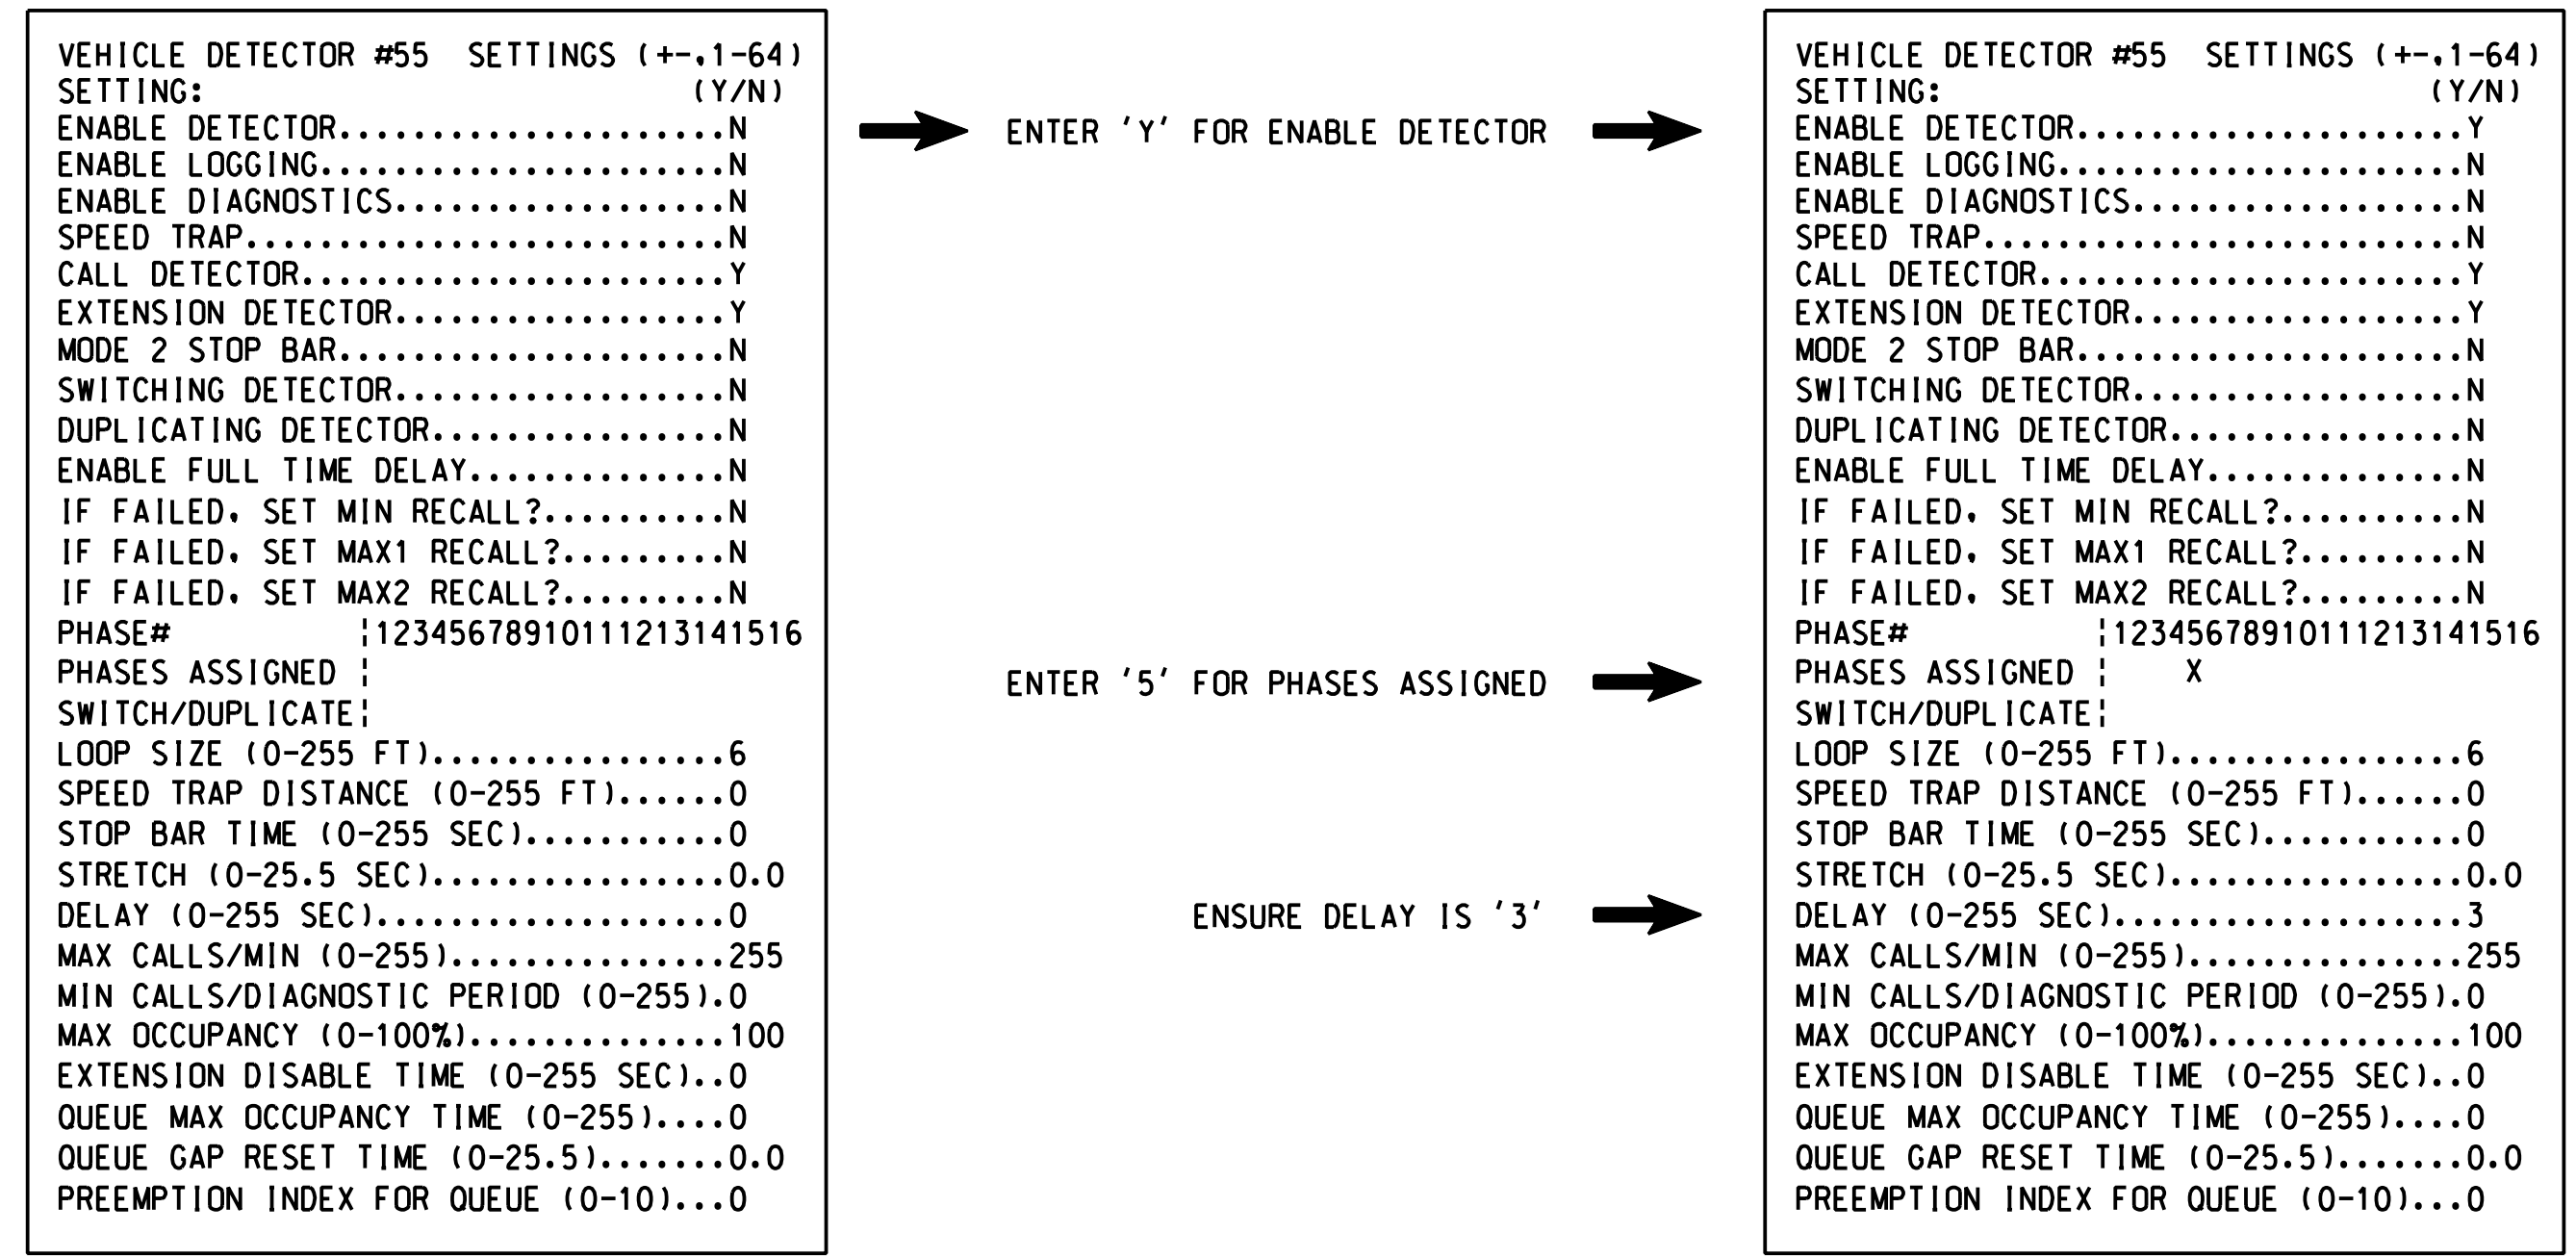 VEHICLE DETECTOR #55  SETTINGS (+-,1-64)
SETTING:                          (Y/N)
ENABLE DETECTOR.....................N
ENABLE LOGGING......................N
ENABLE DIAGNOSTICS..................N
SPEED TRAP..........................N
CALL DETECTOR.......................Y
EXTENSION DETECTOR..................Y
MODE 2 STOP BAR.....................N
SWITCHING DETECTOR..................N
DUPLICATING DETECTOR................N
ENABLE FULL TIME DELAY..............N
IF FAILED, SET MIN RECALL?..........N
IF FAILED, SET MAX1 RECALL?.........N
IF FAILED, SET MAX2 RECALL?.........N
PHASE#          |12345678910111213141516
PHASES ASSIGNED |
SWITCH/DUPLICATE|
LOOP SIZE (0-255 FT)................6
SPEED TRAP DISTANCE (0-255 FT)......0
STOP BAR TIME (0-255 SEC)...........0
STRETCH (0-25.5 SEC)................0.0
DELAY (0-255 SEC)...................0
MAX CALLS/MIN (0-255)...............255
MIN CALLS/DIAGNOSTIC PERIOD (0-255).0
MAX OCCUPANCY (0-100%)..............100
EXTENSION DISABLE TIME (0-255 SEC)..0
QUEUE MAX OCCUPANCY TIME (0-255)....0
QUEUE GAP RESET TIME (0-25.5).......0.0
PREEMPTION INDEX FOR QUEUE (0-10)...0
ENTER 'Y' FOR ENABLE DETECTOR
ENTER '5' FOR PHASES ASSIGNED
ENSURE DELAY IS '3'
VEHICLE DETECTOR #55  SETTINGS (+-,1-64)
SETTING:                          (Y/N)
ENABLE DETECTOR.....................Y
ENABLE LOGGING......................N
ENABLE DIAGNOSTICS..................N
SPEED TRAP..........................N
CALL DETECTOR.......................Y
EXTENSION DETECTOR..................Y
MODE 2 STOP BAR.....................N
SWITCHING DETECTOR..................N
DUPLICATING DETECTOR................N
ENABLE FULL TIME DELAY..............N
IF FAILED, SET MIN RECALL?..........N
IF FAILED, SET MAX1 RECALL?.........N
IF FAILED, SET MAX2 RECALL?.........N
PHASE#          |12345678910111213141516
PHASES ASSIGNED |    X
SWITCH/DUPLICATE|
LOOP SIZE (0-255 FT)................6
SPEED TRAP DISTANCE (0-255 FT)......0
STOP BAR TIME (0-255 SEC)...........0
STRETCH (0-25.5 SEC)................0.0
DELAY (0-255 SEC)...................3
MAX CALLS/MIN (0-255)...............255
MIN CALLS/DIAGNOSTIC PERIOD (0-255).0
MAX OCCUPANCY (0-100%)..............100
EXTENSION DISABLE TIME (0-255 SEC)..0
QUEUE MAX OCCUPANCY TIME (0-255)....0
QUEUE GAP RESET TIME (0-25.5).......0.0
PREEMPTION INDEX FOR QUEUE (0-10)...0